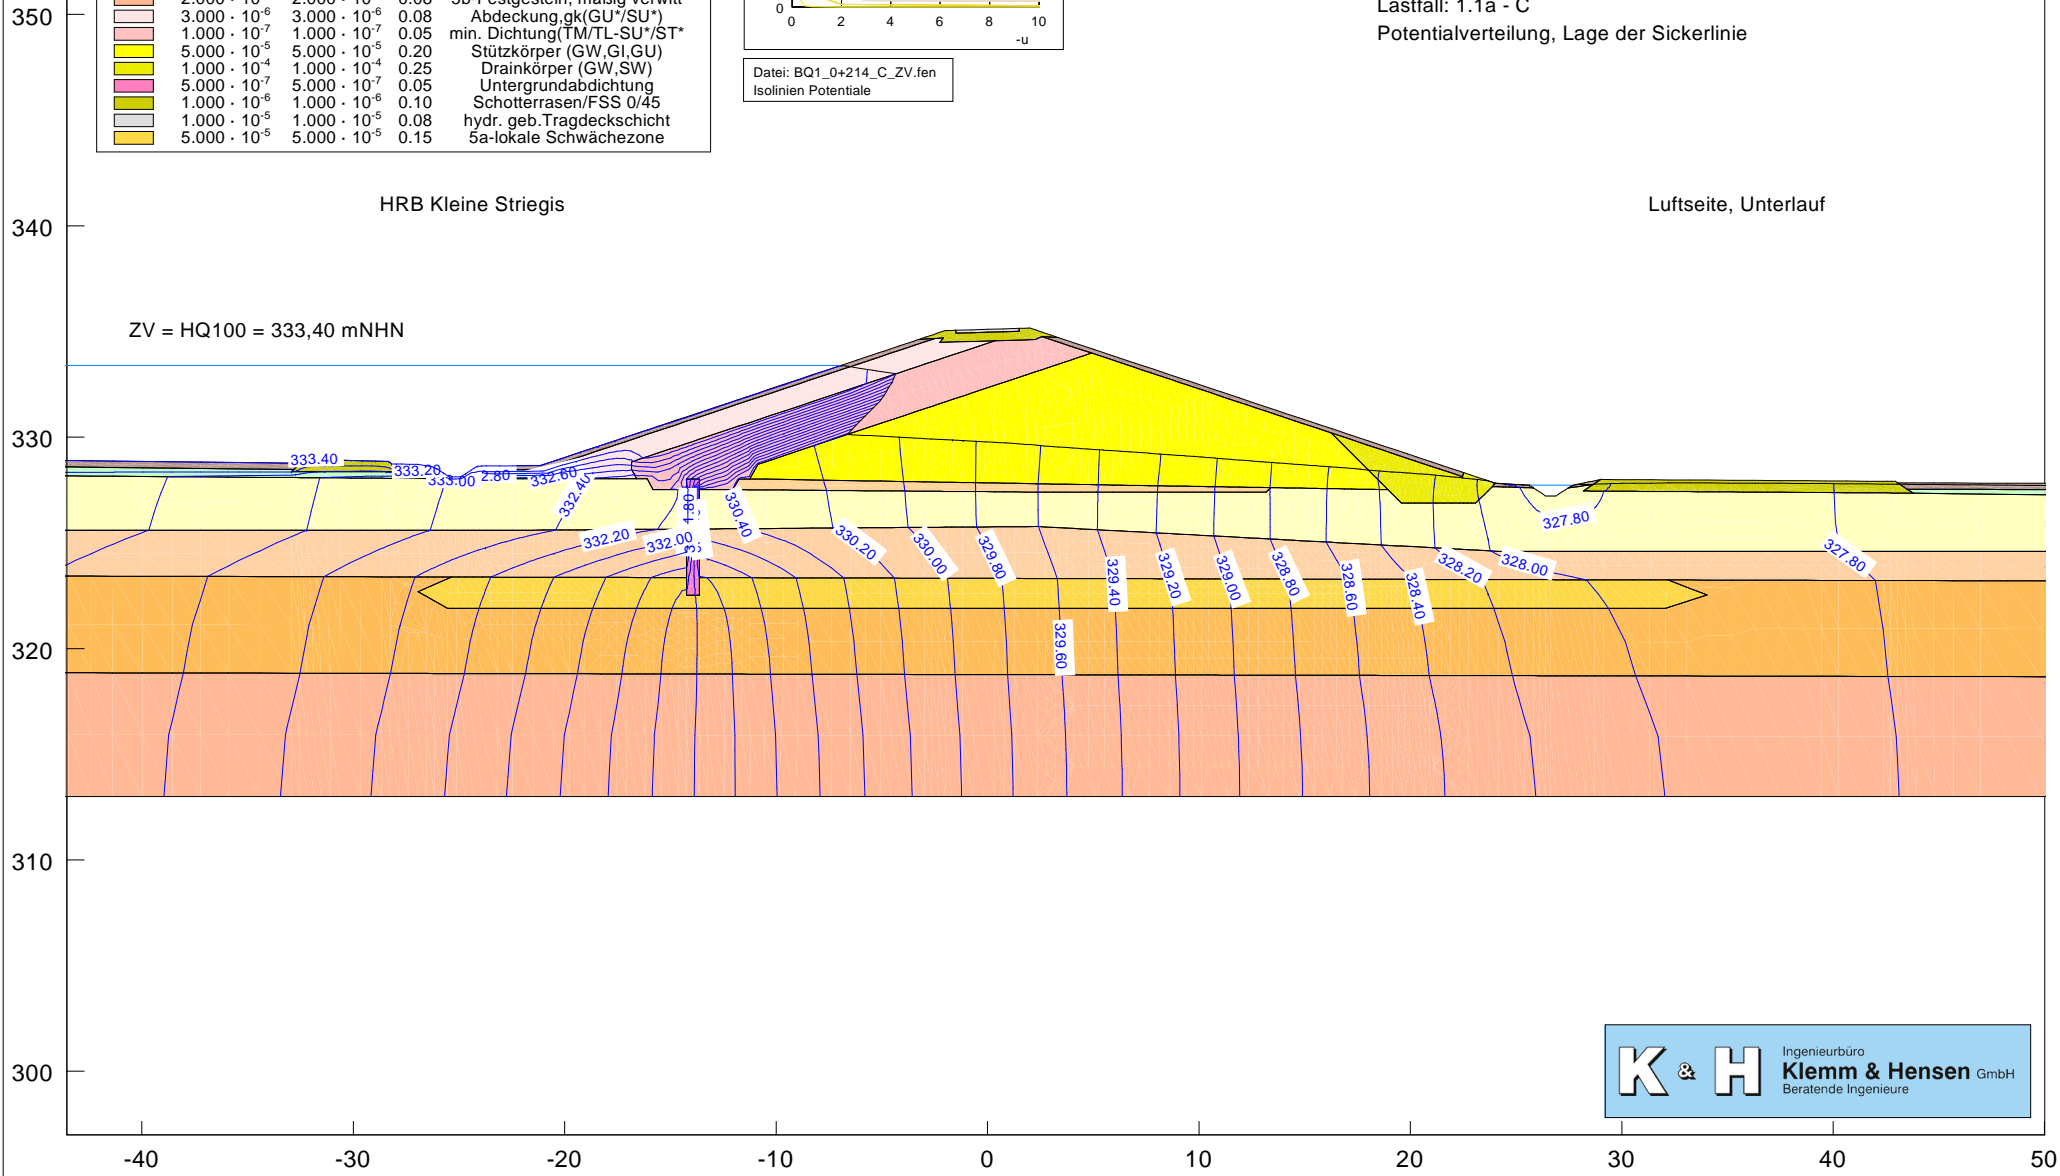 350
3.000 · 10-6 3.000 · 10-6 0.08 Abdeckung,gk(GU*/SU*)
1.000 · 10-7 1.000 · 10-7 0.05 min. Dichtung(TM/TL-SU*/ST*
5.000 · 10-5 5.000 · 10-5 0.20 Stützkörper (GW,GI,GU)
1.000 · 10-4 1.000 · 10-4 0.25 Drainkörper (GW,SW)
5.000 · 10-7 5.000 · 10-7 0.05 Untergrundabdichtung
1.000 · 10-6 1.000 · 10-6 0.10 Schotterrasen/FSS 0/45
1.000 · 10-5 1.000 · 10-5 0.08 hydr. geb.Tragdeckschicht
5.000 · 10-5 5.000 · 10-5 0.15 5a-lokale Schwächezone
0
0 2 4 6 8 10
-u
Datei: BQ1_0+214_C_ZV.fen
Isolinien Potentiale
Lastfall: 1.1a - C
Potentialverteilung, Lage der Sickerlinie
HRB Kleine Striegis
Luftseite, Unterlauf
340
ZV = HQ100 = 333,40 mNHN
330
333.40
333.20
333.00
2.80
332.60
332.40
332.20
332.00
330.40
330.20
330.00
329.80
329.60
329.40
329.20
329.00
328.80
328.60
328.40
328.20
328.00
327.80
327.80
320
310
300
K & H
Ingenieurbüro
Klemm & Hensen GmbH
Beratende Ingenieure
-40 -30 -20 -10 0 10 20 30 40 50